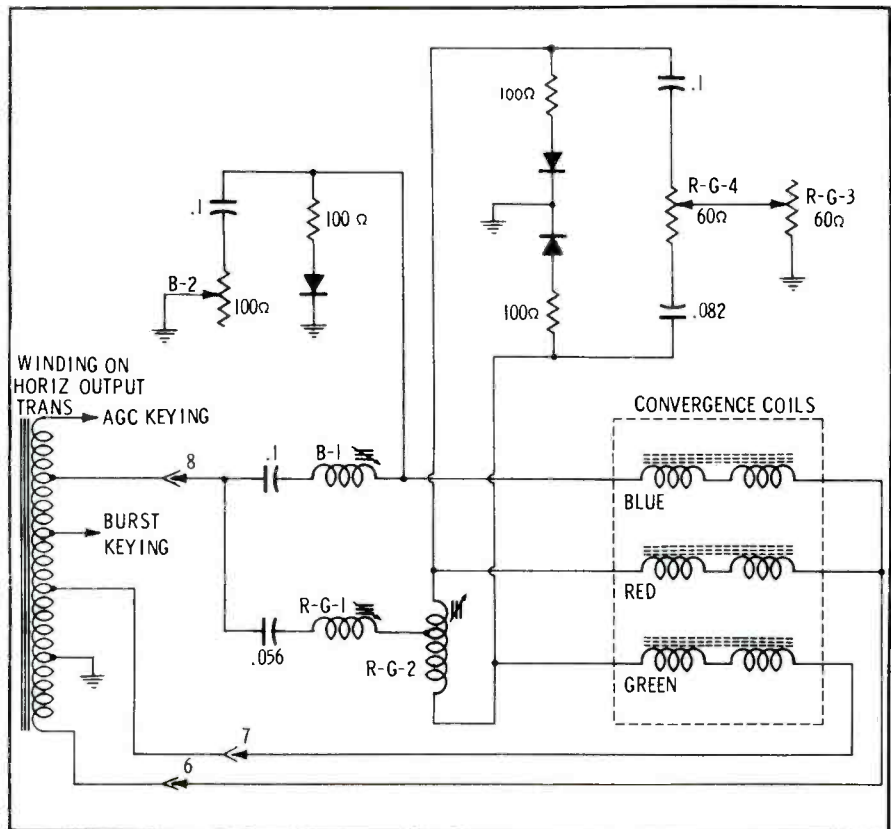 100Ω
.1
R-G-4
60Ω
R-G-3
60Ω
.1
100 Ω
B-2
100Ω
100Ω
.082
WINDING ON
HORIZ OUTPUT
TRANS
AGC KEYING
CONVERGENCE COILS
8
.1
B-1
BLUE
BURST
KEYING
R-G-1
RED
.056
R-G-2
GREEN
7
6